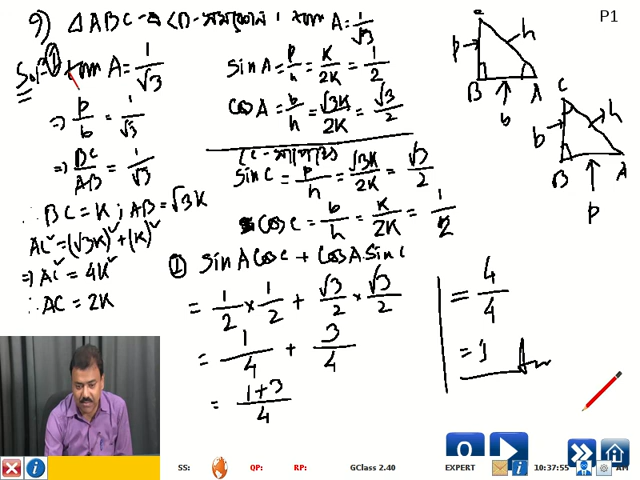 P1
9) △ABC-এ ∠B-সমকোণ। tan A = 1/√3
Sol: ① tan A = 1/√3
⇒ p/b = 1/√3
⇒ BC/AB = 1/√3
∴ BC = K ; AB = √3K
AC² = (√3K)² + (K)²
⇒ AC² = 4K²
∴ AC = 2K
sin A = p/h = K/2K = 1/2
cos A = b/h = √3K/2K = √3/2
sin C = p/h = √3K/2K = √3/2
cos C = b/h = K/2K = 1/2
① sin A cos C + cos A . sin C
= 1/2 × 1/2 + √3/2 × √3/2
= 1/4 + 3/4
= 1+3/4
= 4/4
= 1 Ans
C
p
h
B
A
b
C
b
h
B
A
p
SS:
QP:
RP:
GClass 2.40
EXPERT
10:37:55
AM